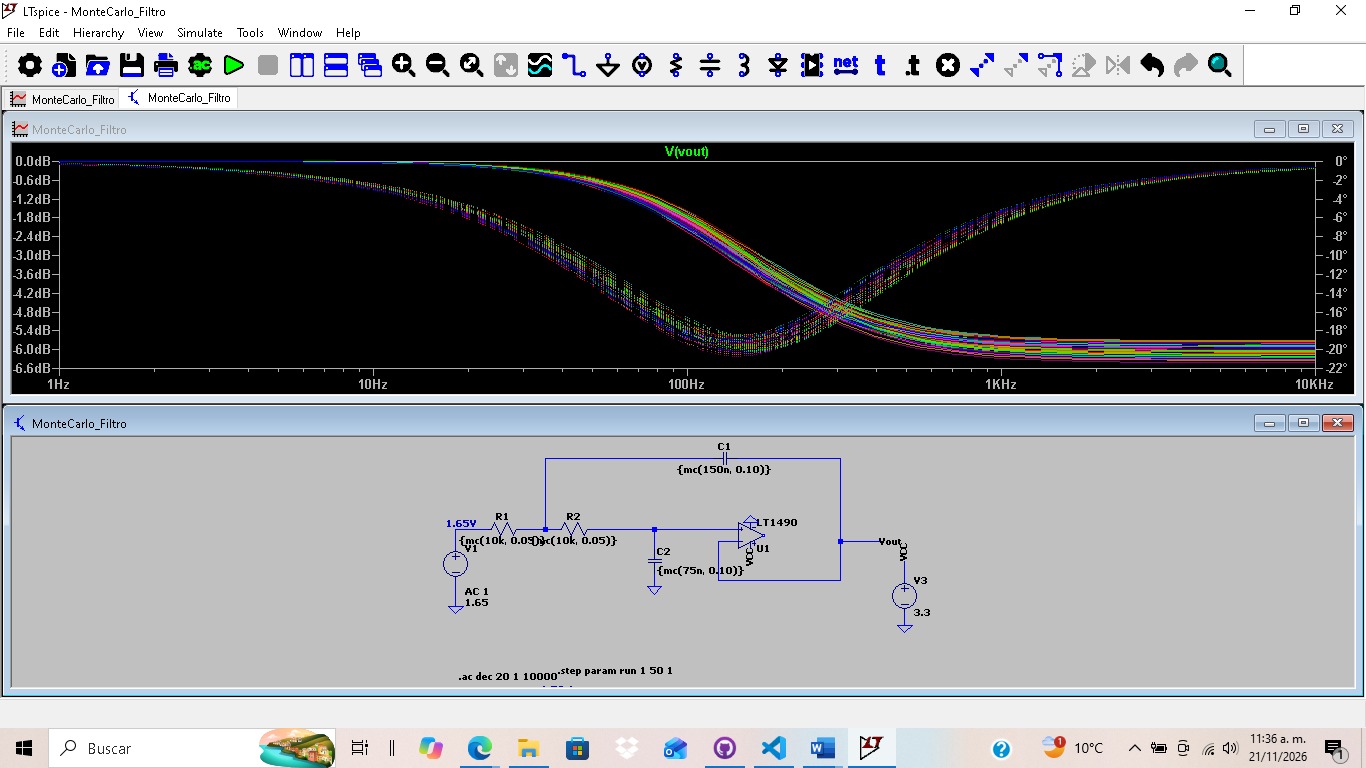 LTspice - MonteCarlo_Filtro
File Edit Hierarchy View Simulate Tools Window Help
.ac
net t .t
MonteCarlo_Filtro MonteCarlo_Filtro
MonteCarlo_Filtro
V(vout)
0.0dB 0°
-0.6dB -2°
-1.2dB -4°
-1.8dB -6°
-2.4dB -8°
-3.0dB -10°
-3.6dB -12°
-4.2dB -14°
-4.8dB -16°
-5.4dB -18°
-6.0dB -20°
-6.6dB -22°
1Hz 10Hz 100Hz 1KHz 10KHz
MonteCarlo_Filtro
C1
{mc(150n, 0.10)}
1.65V R1 R2 LT1490
{mc(10k, 0.05)} {mc(10k, 0.05)}
V1 C2 U1 Vout
{mc(75n, 0.10)} VCC VCC
AC 1 V3
1.65 3.3
.step param run 1 50 1
.ac dec 20 1 10000
Buscar 10°C 11:36 a. m.
21/11/2026